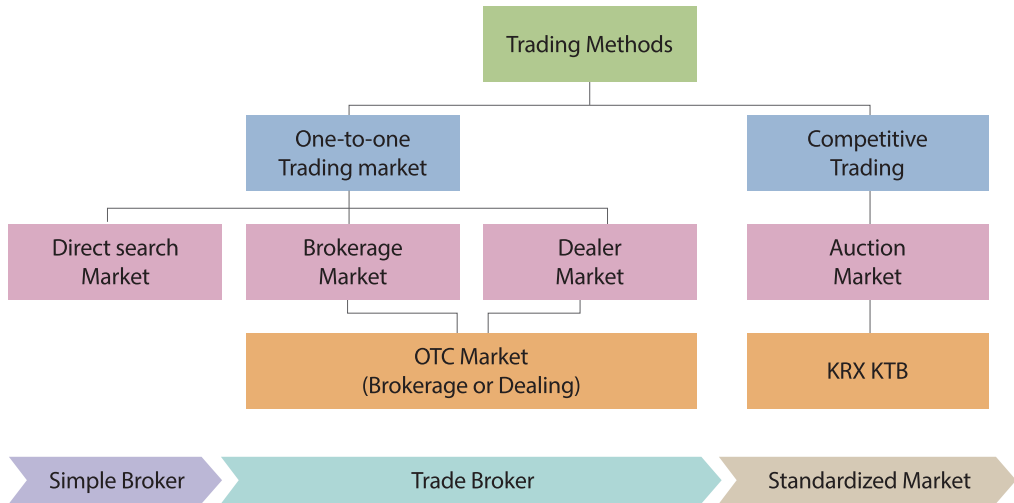 Trading Methods
One-to-one
Trading market
Competitive
Trading
Direct search
Market
Brokerage
Market
Dealer
Market
Auction
Market
OTC Market
(Brokerage or Dealing)
KRX KTB
Simple Broker
Trade Broker
Standardized Market